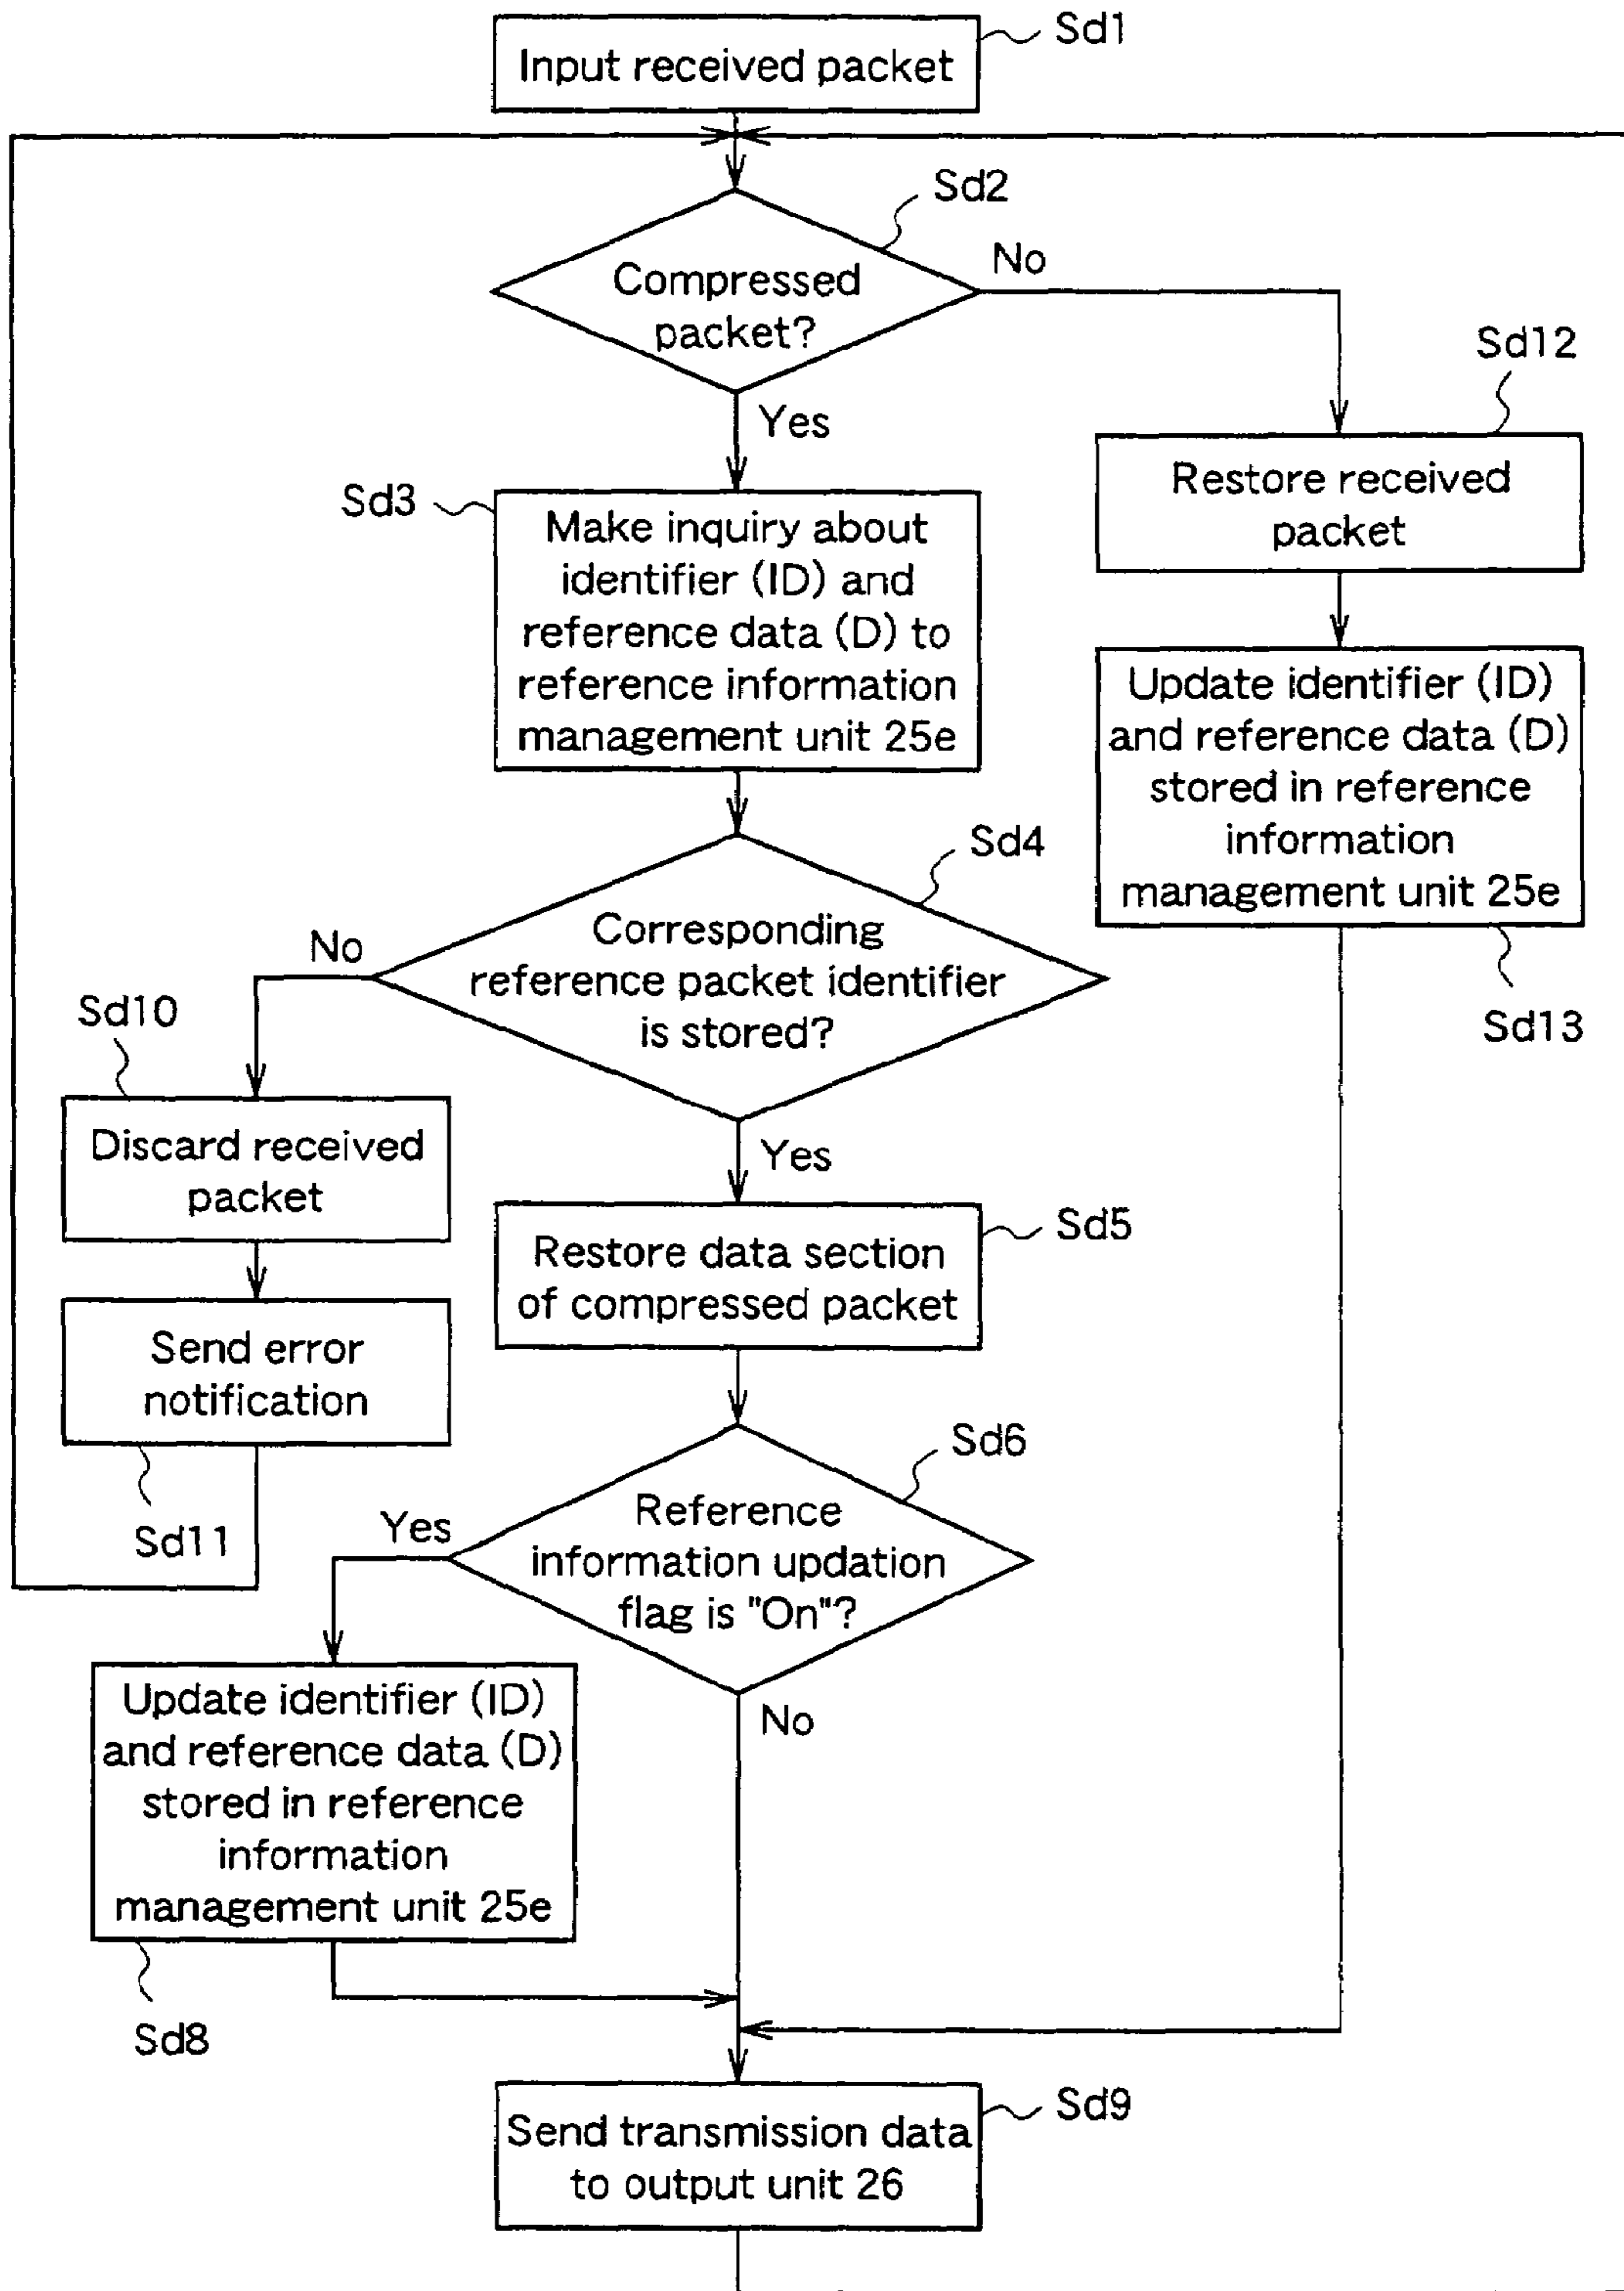 Sd1
Input received packet
Sd2
Compressed
packet?
No
Yes
Sd12
Restore received
packet
Sd3
Make inquiry about
identifier (ID) and
reference data (D) to
reference information
management unit 25e
Update identifier (ID)
and reference data (D)
stored in reference
information
management unit 25e
Sd13
Sd4
Corresponding
reference packet identifier
is stored?
No
Yes
Sd10
Discard received
packet
Send error
notification
Sd11
Sd5
Restore data section
of compressed packet
Sd6
Reference
information updation
flag is "On"?
Yes
No
Update identifier (ID)
and reference data (D)
stored in reference
information
management unit 25e
Sd8
Sd9
Send transmission data
to output unit 26